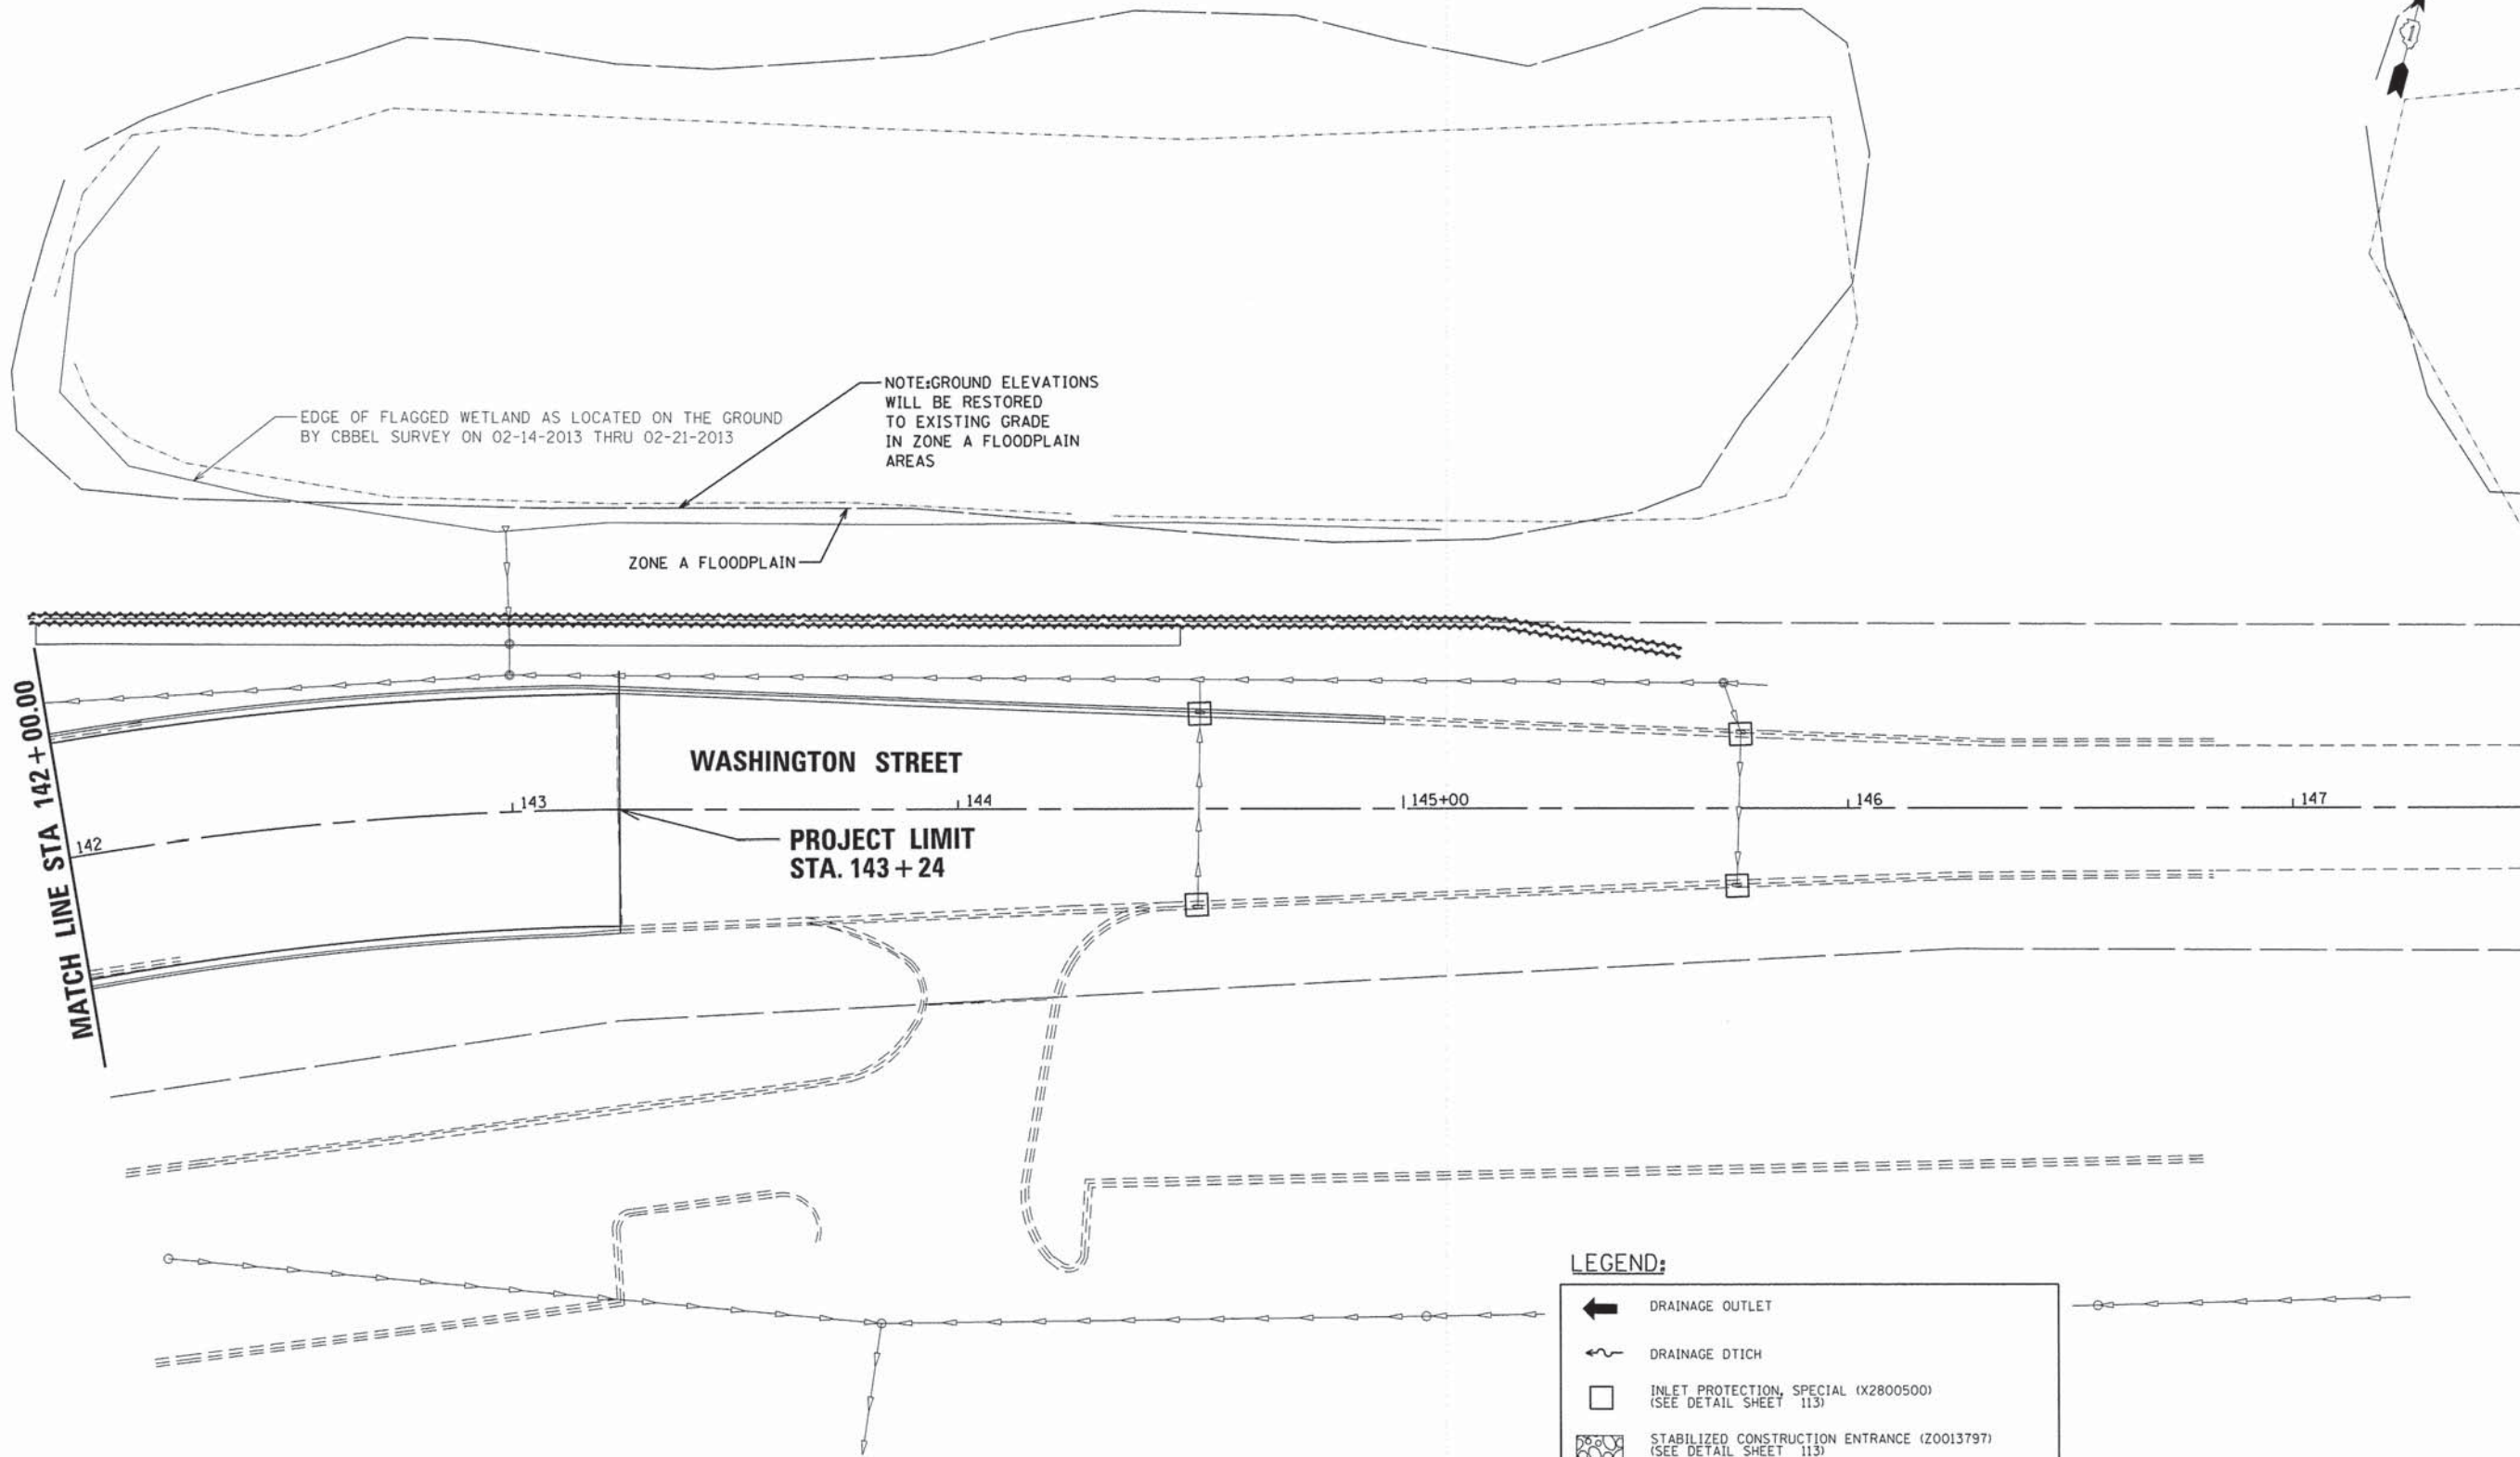 1
NOTE:GROUND ELEVATIONS
WILL BE RESTORED
TO EXISTING GRADE
IN ZONE A FLOODPLAIN
AREAS
EDGE OF FLAGGED WETLAND AS LOCATED ON THE GROUND
BY CBBEL SURVEY ON 02-14-2013 THRU 02-21-2013
ZONE A FLOODPLAIN
MATCH LINE STA 142+00.00
WASHINGTON STREET
142
143
144
145+00
146
147
PROJECT LIMIT
STA. 143+24
LEGEND:
DRAINAGE OUTLET
DRAINAGE DTICH
INLET PROTECTION, SPECIAL (X2800500)
(SEE DETAIL SHEET 113)
STABILIZED CONSTRUCTION ENTRANCE (Z0013797)
(SEE DETAIL SHEET 113)